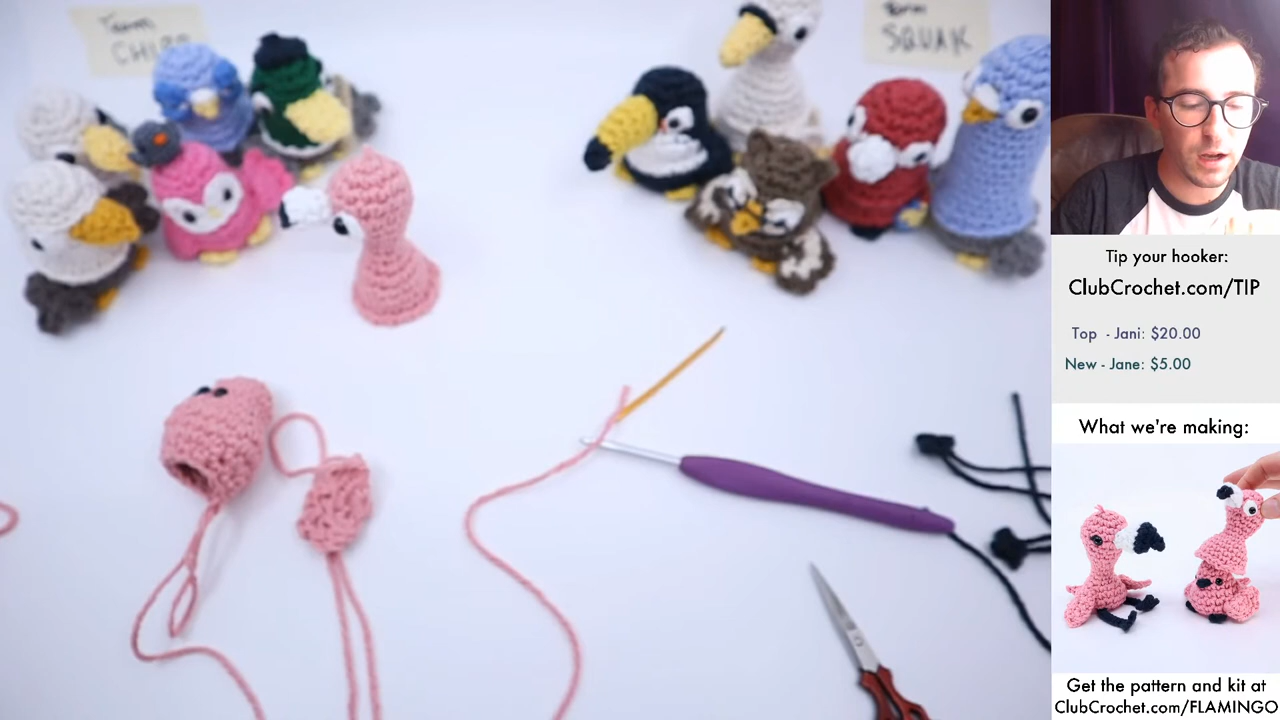 Team
SQUAK
Tip your hooker:
ClubCrochet.com/TIP
Top - Jani: $20.00
New - Jane: $5.00
What we're making:
Get the pattern and kit at
ClubCrochet.com/FLAMINGO